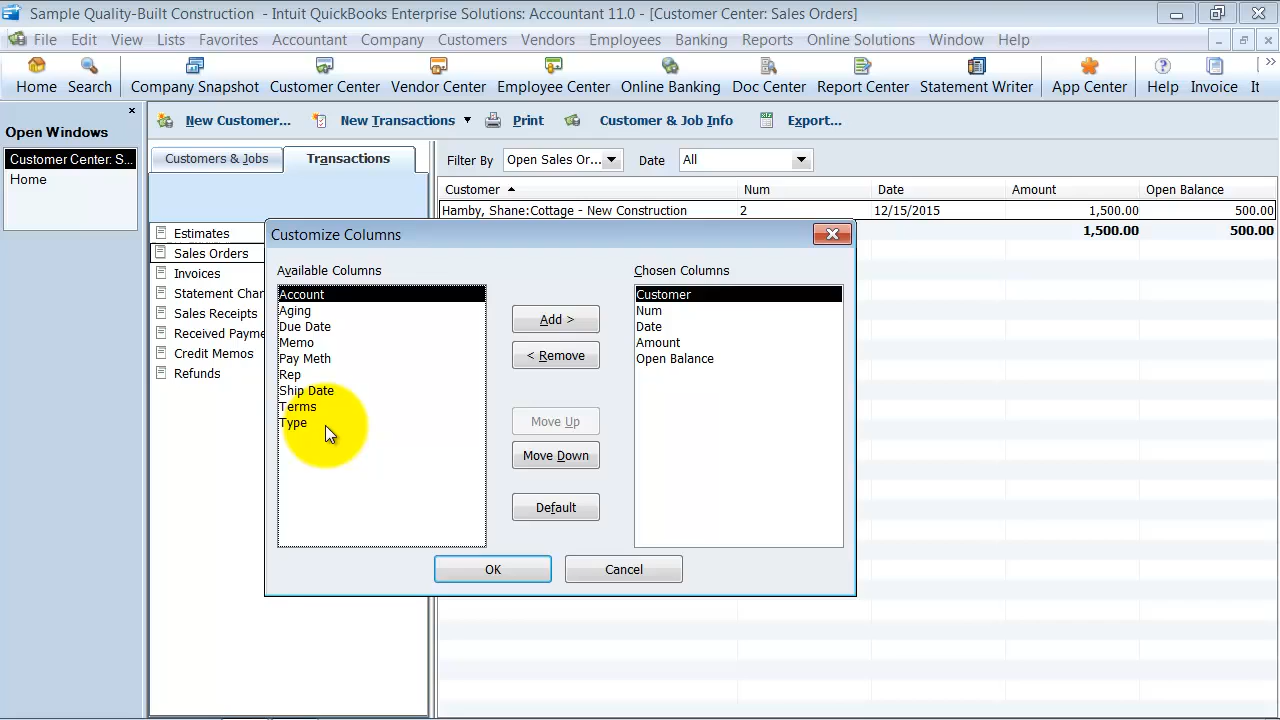 Sample Quality-Built Construction - Intuit QuickBooks Enterprise Solutions: Accountant 11.0 - [Customer Center: Sales Orders]
File Edit View Lists Favorites Accountant Company Customers Vendors Employees Banking Reports Online Solutions Window Help
Home Search Company Snapshot Customer Center Vendor Center Employee Center Online Banking Doc Center Report Center Statement Writer App Center Help Invoice It
Open Windows
Customer Center: S...
Home
New Customer... New Transactions Print Customer & Job Info Export...
Customers & Jobs Transactions
Filter By Open Sales Or... Date All
Customer Num Date Amount Open Balance
Hamby, Shane:Cottage - New Construction 2 12/15/2015 1,500.00 500.00
1,500.00 500.00
Estimates
Sales Orders
Invoices
Statement Char
Sales Receipts
Received Payme
Credit Memos
Refunds
Customize Columns
Available Columns
Account
Aging
Due Date
Memo
Pay Meth
Rep
Ship Date
Terms
Type
Add >
< Remove
Move Up
Move Down
Default
Chosen Columns
Customer
Num
Date
Amount
Open Balance
OK Cancel